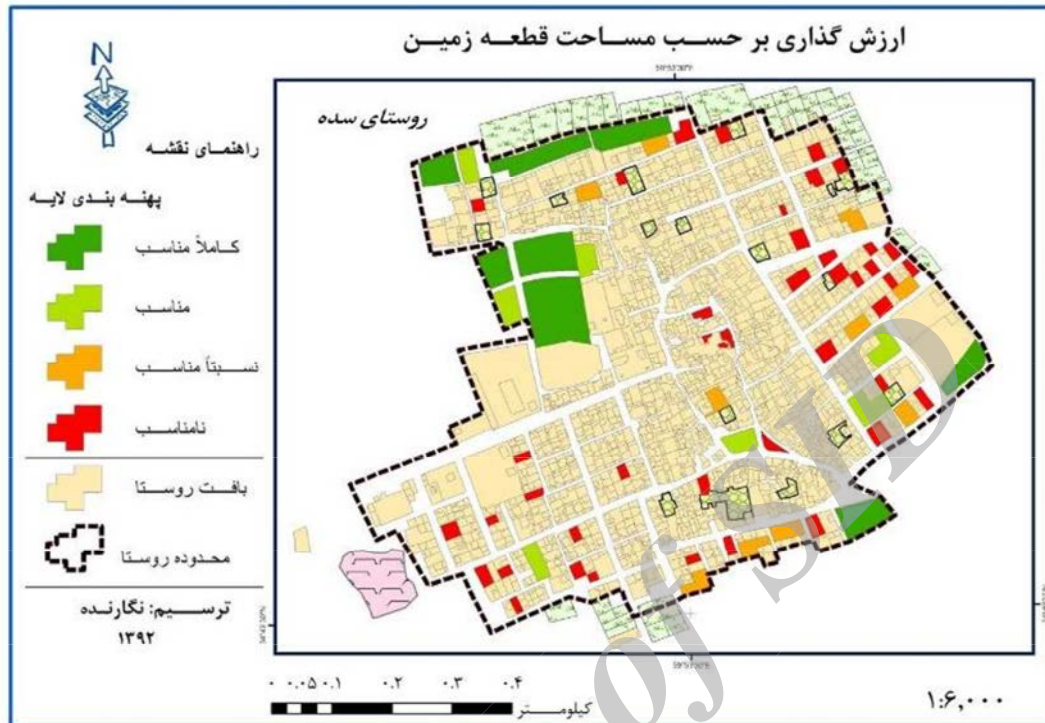 ارزش گذاری بر حسب مساحت قطعه زمین
N
روستای سده
راهنمای نقشه
پهنه بندی لایه
کاملاً مناسب
مناسب
نسبتاً مناسب
نامناسب
بافت روستا
محدوده روستا
ترسیم: نگارنده
۱۳۹۲
۰ ۰.۰۵ ۰.۱ ۰.۲ ۰.۳ ۰.۴
کیلومتر
۱:۶,۰۰۰
of SID